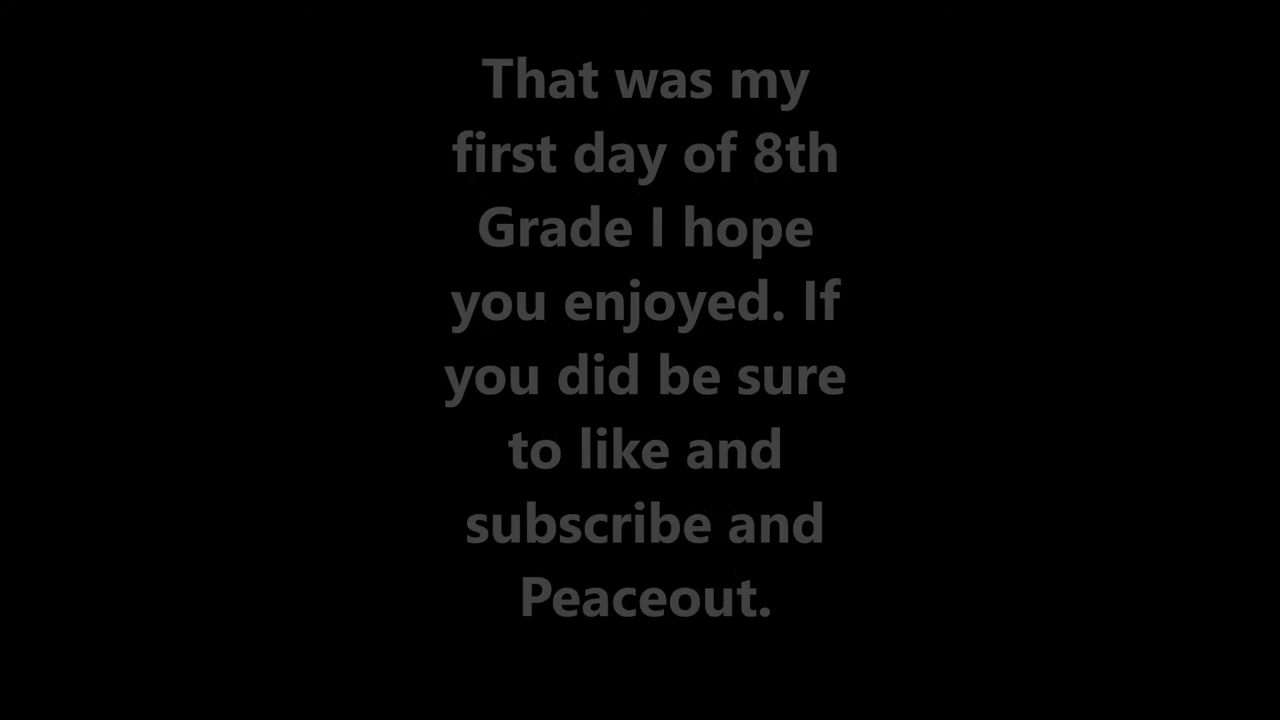 That was my
first day of 8th
Grade I hope
you enjoyed. If
you did be sure
to like and
subscribe and
Peaceout.